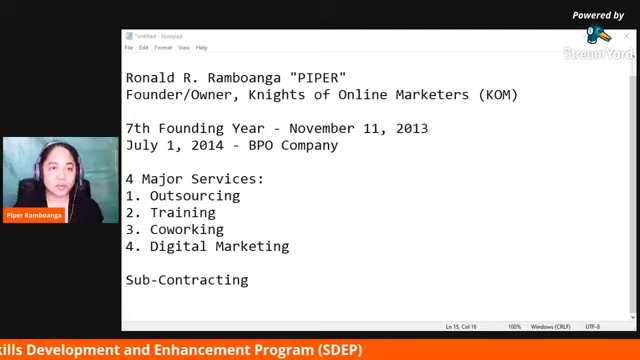 Powered by
StreamYard
*Untitled - Notepad
File Edit Format View Help
Ronald R. Ramboanga "PIPER"
Founder/Owner, Knights of Online Marketers (KOM)
7th Founding Year - November 11, 2013
July 1, 2014 - BPO Company
4 Major Services:
1. Outsourcing
2. Training
3. Coworking
4. Digital Marketing
Sub-Contracting
Piper Ramboanga
Ln 15, Col 16 100% Windows (CRLF) UTF-8
kills Development and Enhancement Program (SDEP)